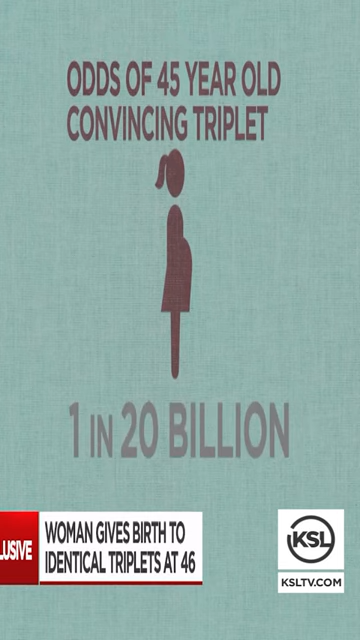 ODDS OF 45 YEAR OLD
CONVINCING TRIPLET
1 IN 20 BILLION
LUSIVE
WOMAN GIVES BIRTH TO
IDENTICAL TRIPLETS AT 46
KSL
KSLTV.COM